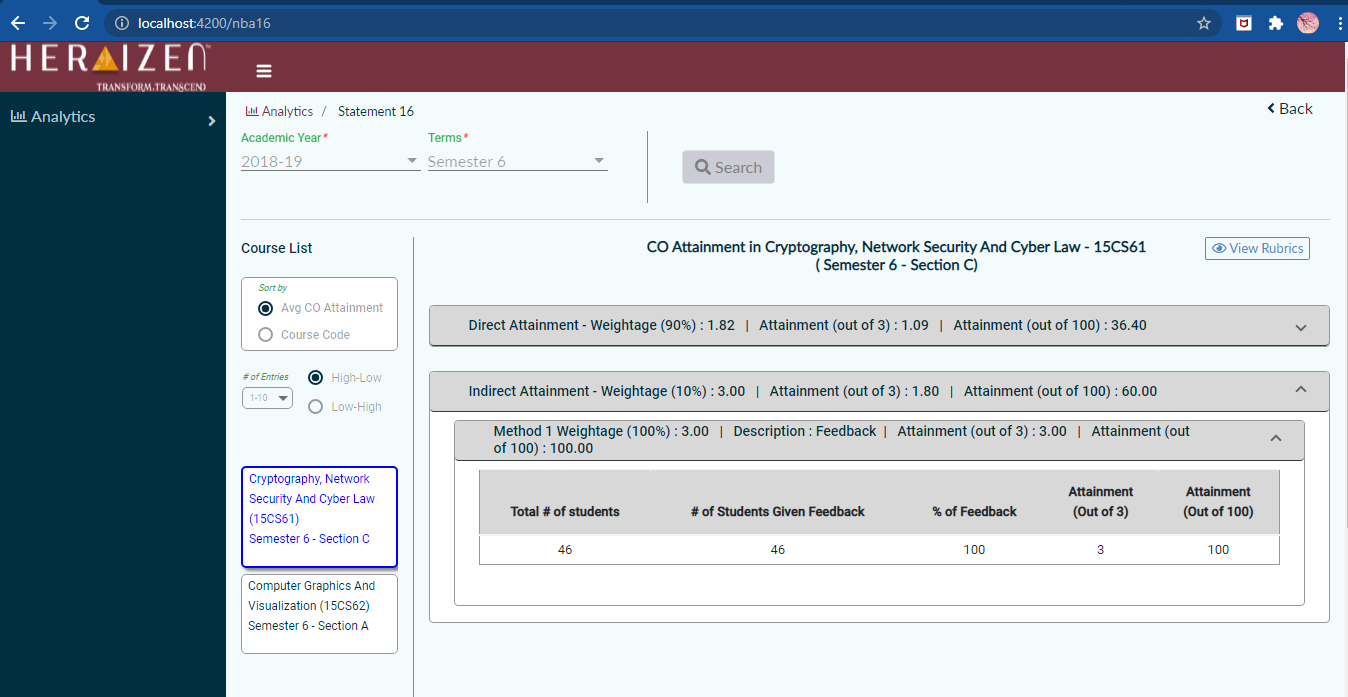 localhost:4200/nba16
HERAIZEN™
TRANSFORM.TRANSCEND
Analytics
Analytics / Statement 16
Back
Academic Year*
Terms*
2018-19
Semester 6
Search
Course List
Sort by
Avg CO Attainment
Course Code
# of Entries
1-10
High-Low
Low-High
Cryptography, Network
Security And Cyber Law
(15CS61)
Semester 6 - Section C
Computer Graphics And
Visualization (15CS62)
Semester 6 - Section A
CO Attainment in Cryptography, Network Security And Cyber Law - 15CS61
( Semester 6 - Section C)
View Rubrics
Direct Attainment - Weightage (90%) : 1.82 | Attainment (out of 3) : 1.09 | Attainment (out of 100) : 36.40
Indirect Attainment - Weightage (10%) : 3.00 | Attainment (out of 3) : 1.80 | Attainment (out of 100) : 60.00
Method 1 Weightage (100%) : 3.00 | Description : Feedback | Attainment (out of 3) : 3.00 | Attainment (out
of 100) : 100.00
Total # of students # of Students Given Feedback % of Feedback Attainment (Out of 3) Attainment (Out of 100)
46 46 100 3 100